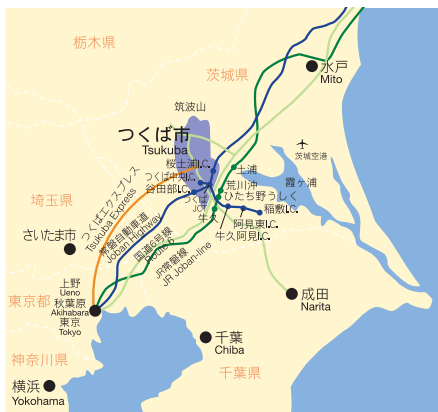 栃木県
茨城県
水戸
Mito
筑波山
つくば市
Tsukuba
茨城空港
桜土浦I.C.
土浦
つくば中央I.C.
谷田部I.C.
荒川沖
霞ヶ浦
ひたち野うしく
つくば
JCT
稲敷I.C.
牛久
阿見東I.C.
牛久阿見I.C.
埼玉県
さいたま市
つくばエクスプレス
Tsukuba Express
常磐自動車道
Joban Highway
国道6号線
Route 6
JR常磐線
JR Joban-line
上野
Ueno
東京都
秋葉原
Akihabara
東京
Tokyo
成田
Narita
千葉
Chiba
神奈川県
千葉県
横浜
Yokohama